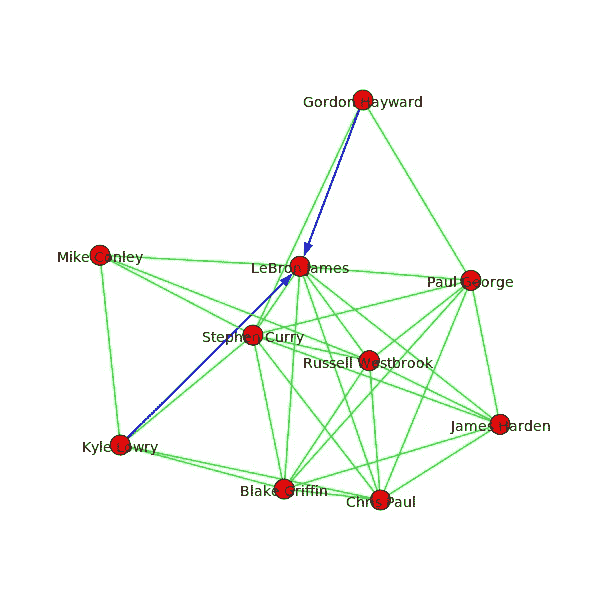 Gordon Hayward
Mike Conley
LeBron James
Paul George
Stephen Curry
Russell Westbrook
James Harden
Kyle Lowry
Blake Griffin
Chris Paul